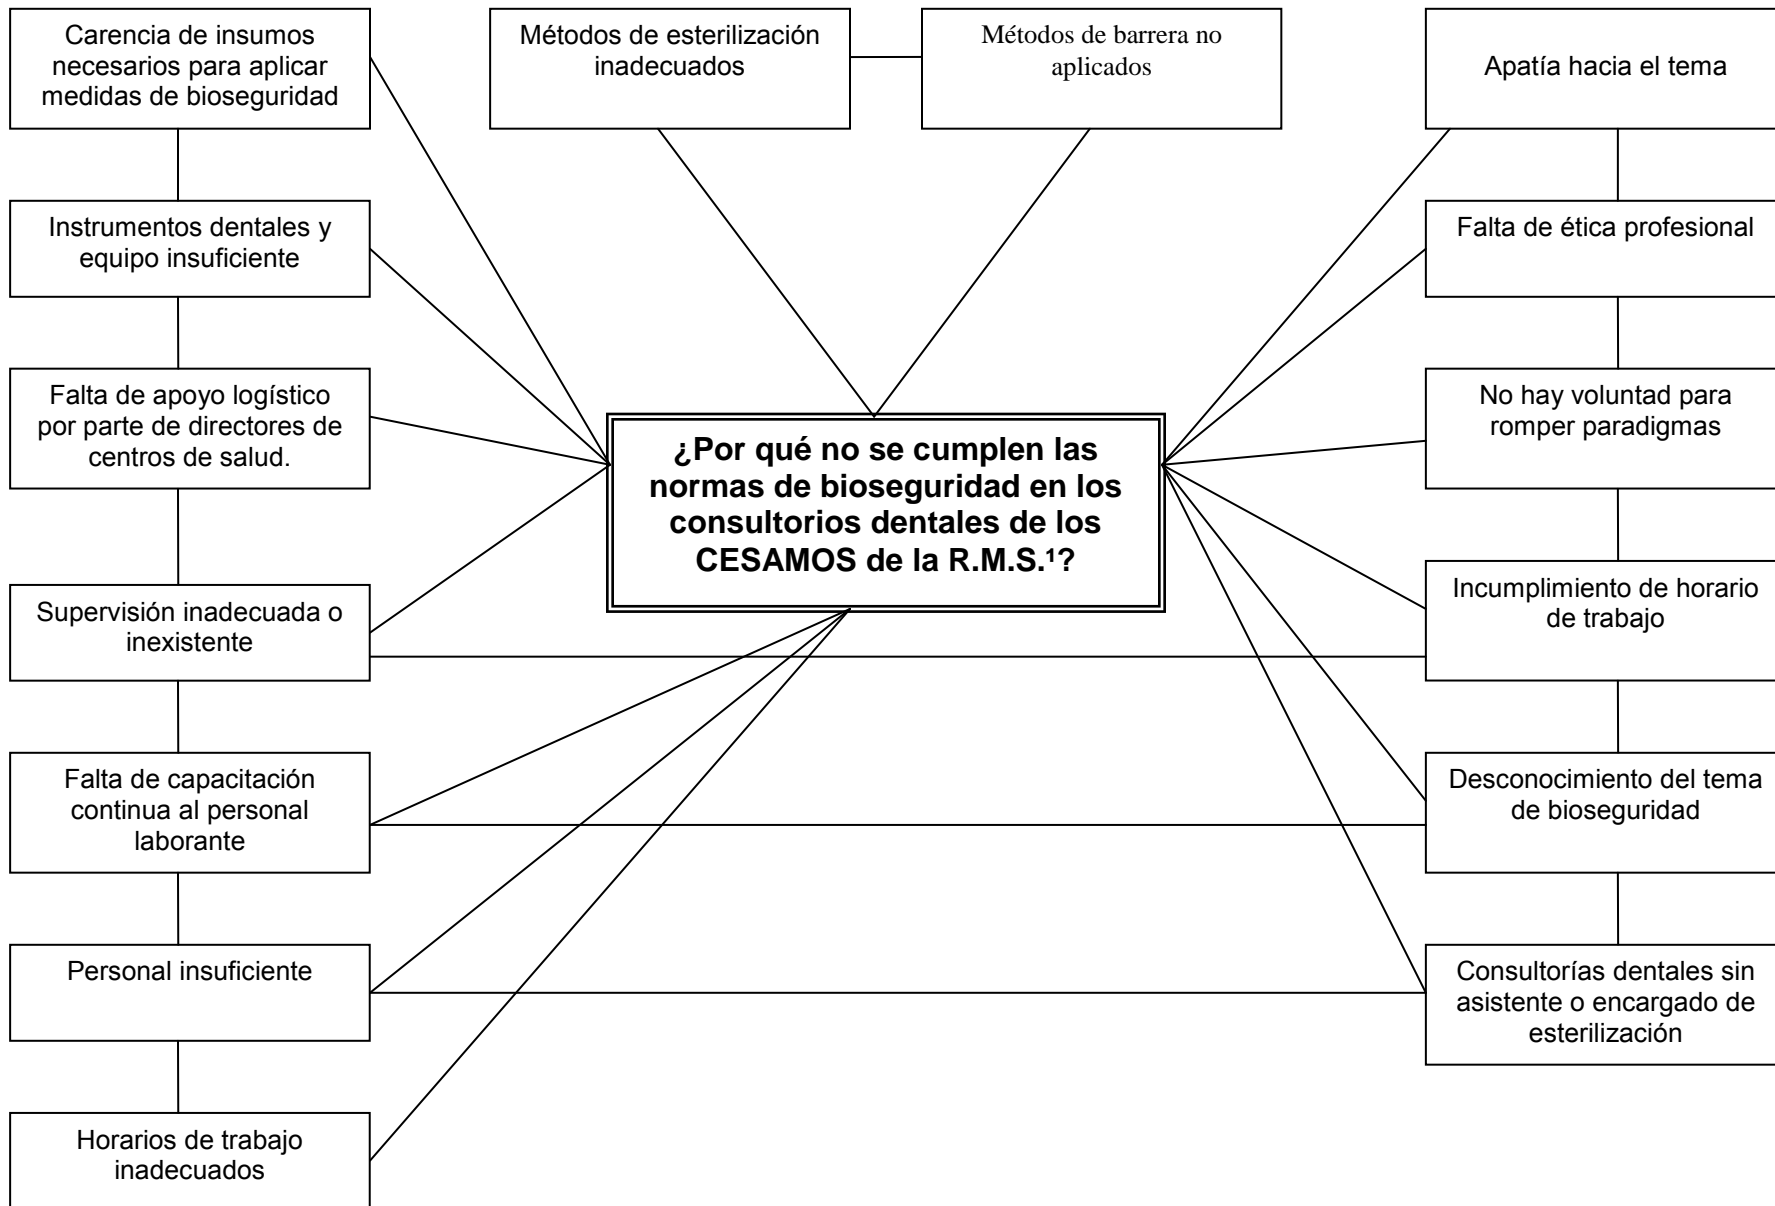 Carencia de insumos
necesarios para aplicar
medidas de bioseguridad
Métodos de esterilización
inadecuados
Métodos de barrera no
aplicados
Apatía hacia el tema
Instrumentos dentales y
equipo insuficiente
Falta de ética profesional
Falta de apoyo logístico
por parte de directores de
centros de salud.
No hay voluntad para
romper paradigmas
¿Por qué no se cumplen las
normas de bioseguridad en los
consultorios dentales de los
CESAMOS de la R.M.S.¹?
Supervisión inadecuada o
inexistente
Incumplimiento de horario
de trabajo
Falta de capacitación
continua al personal
laborante
Desconocimiento del tema
de bioseguridad
Personal insuficiente
Consultorías dentales sin
asistente o encargado de
esterilización
Horarios de trabajo
inadecuados